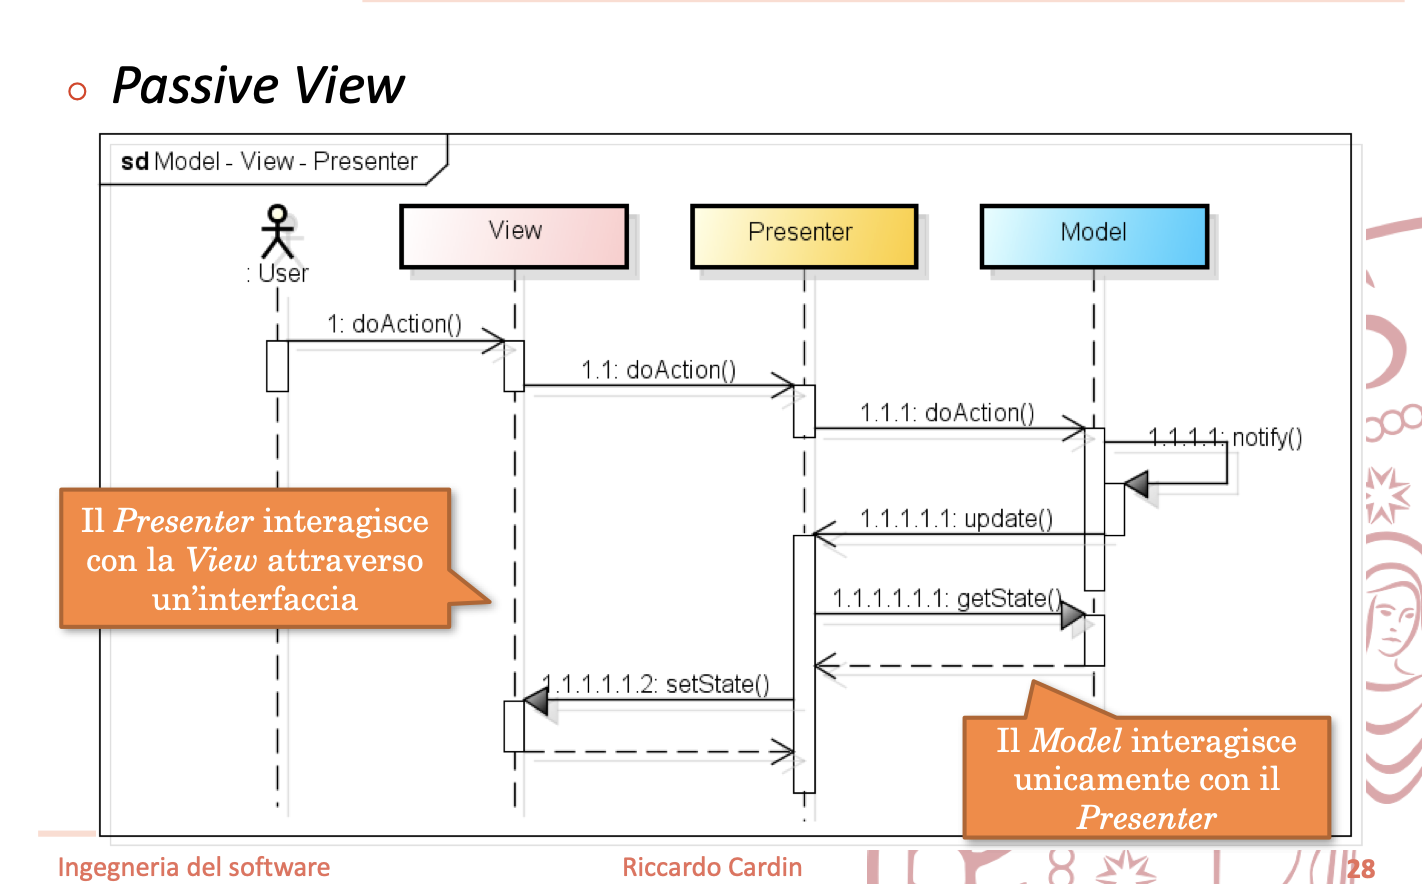 Passive View
sd Model - View - Presenter
View
Presenter
Model
: User
1: doAction()
1.1: doAction()
1.1.1: doAction()
1.1.1.1: notify()
Il Presenter interagisce
con la View attraverso
un'interfaccia
1.1.1.1.1: update()
1.1.1.1.1.1: getState()
1.1.1.1.1.2: setState()
Il Model interagisce
unicamente con il
Presenter
Ingegneria del software
Riccardo Cardin
28